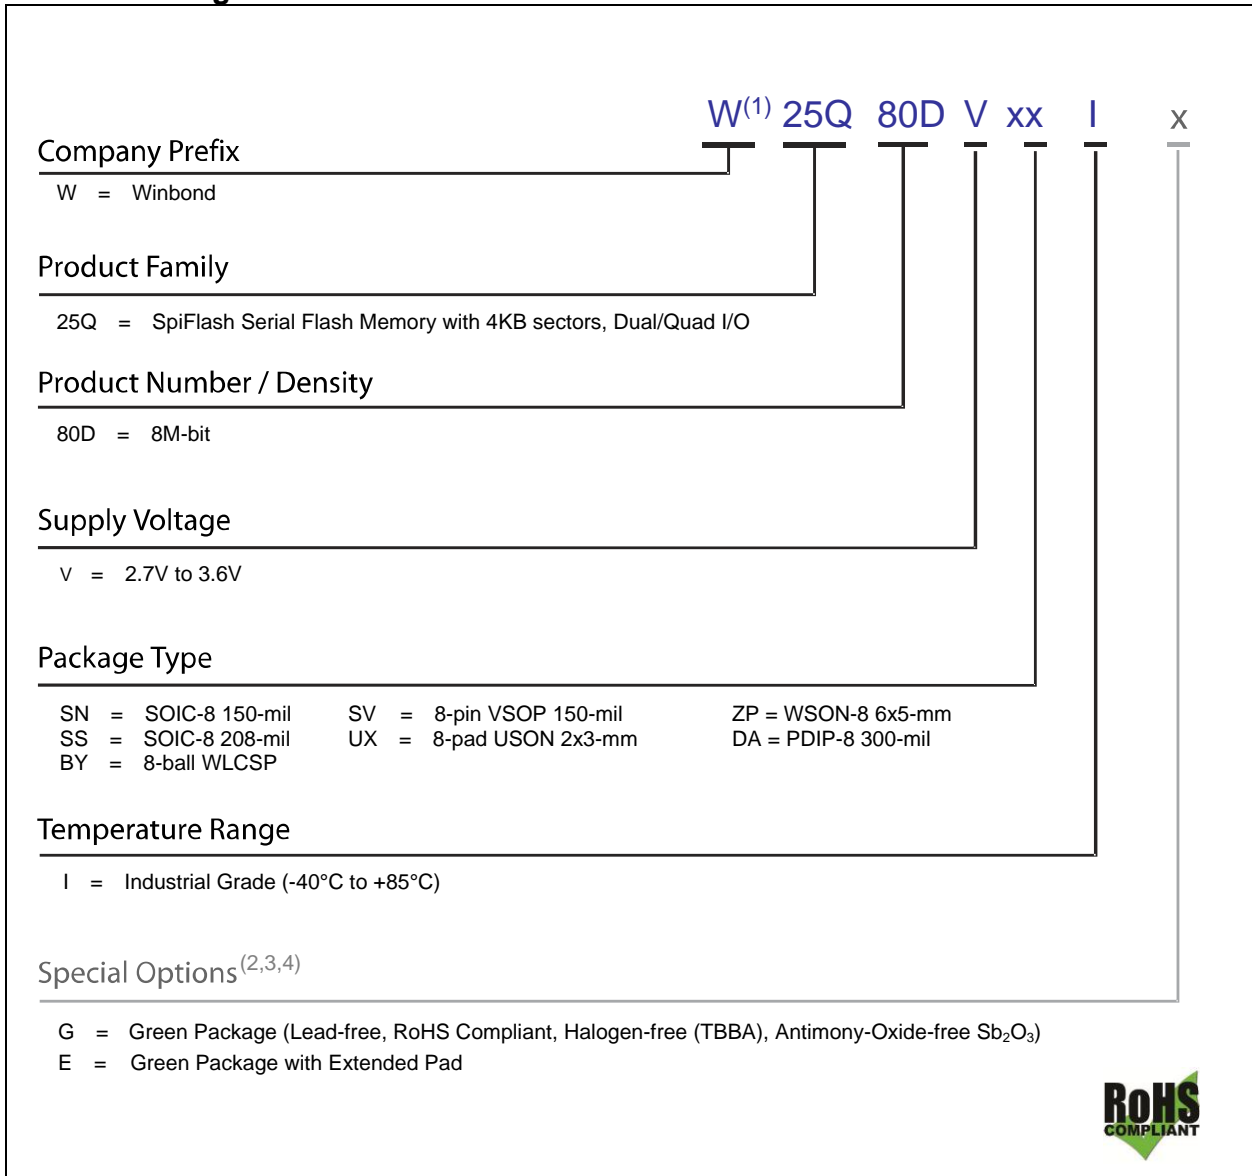 W(1) 25Q 80D V xx I x
Company Prefix
W = Winbond
Product Family
25Q = SpiFlash Serial Flash Memory with 4KB sectors, Dual/Quad I/O
Product Number / Density
80D = 8M-bit
Supply Voltage
V = 2.7V to 3.6V
Package Type
SN = SOIC-8 150-mil SV = 8-pin VSOP 150-mil ZP = WSON-8 6x5-mm
SS = SOIC-8 208-mil UX = 8-pad USON 2x3-mm DA = PDIP-8 300-mil
BY = 8-ball WLCSP
Temperature Range
I = Industrial Grade (-40°C to +85°C)
Special Options(2,3,4)
G = Green Package (Lead-free, RoHS Compliant, Halogen-free (TBBA), Antimony-Oxide-free Sb₂O₃)
E = Green Package with Extended Pad
RoHS
COMPLIANT